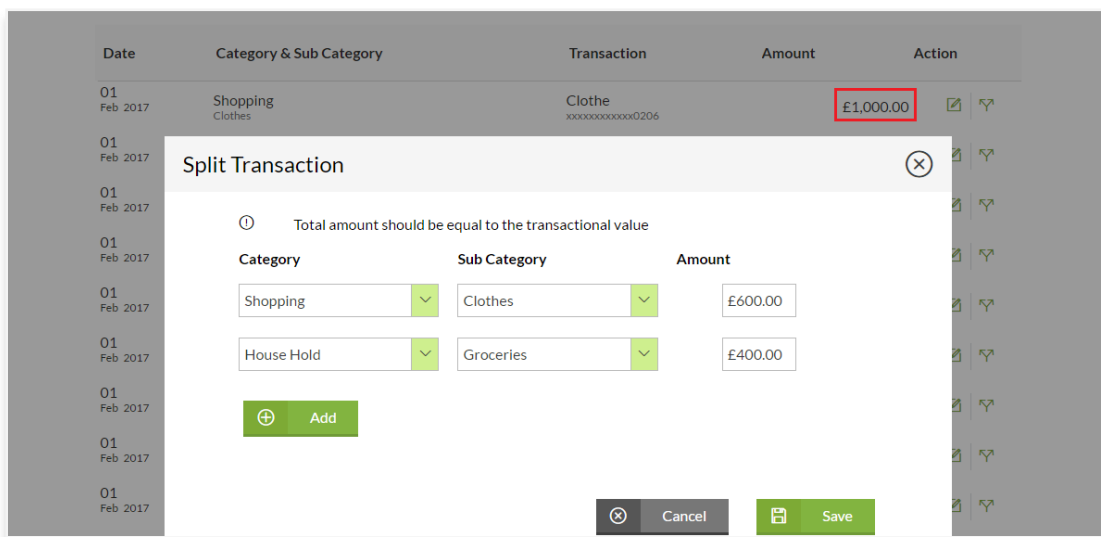 Date Category & Sub Category Transaction Amount Action
01
Feb 2017
Shopping
Clothes
Clothe
xxxxxxxxxxxx0206
£1,000.00
01
Feb 2017
01
Feb 2017
01
Feb 2017
01
Feb 2017
01
Feb 2017
01
Feb 2017
01
Feb 2017
01
Feb 2017
Split Transaction
Total amount should be equal to the transactional value
Category Sub Category Amount
Shopping Clothes £600.00
House Hold Groceries £400.00
Add
Cancel Save